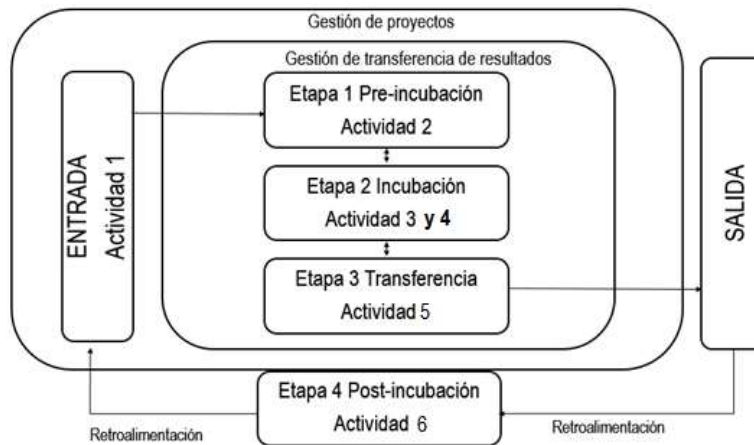 Gestión de proyectos
Gestión de transferencia de resultados
ENTRADA
Actividad 1
Etapa 1 Pre-incubación
Actividad 2
Etapa 2 Incubación
Actividad 3 y 4
Etapa 3 Transferencia
Actividad 5
SALIDA
Etapa 4 Post-incubación
Actividad 6
Retroalimentación
Retroalimentación